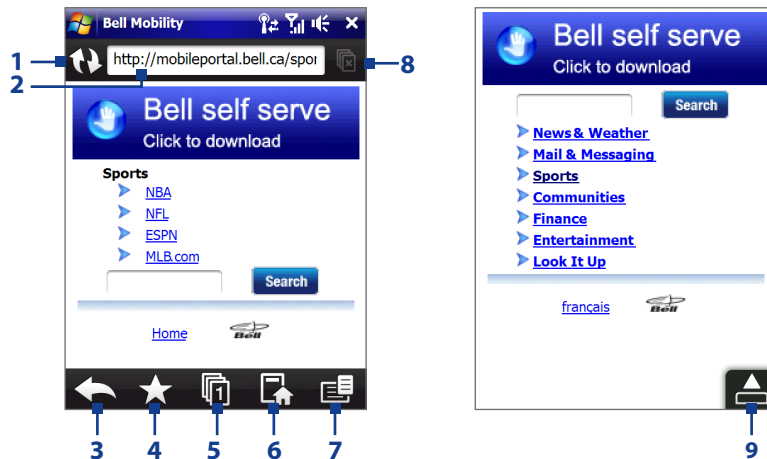 Bell Mobility
1
http://mobileportal.bell.ca/spor
2
8
Bell self serve
Click to download
Sports
NBA
NFL
ESPN
MLB.com
Search
Home
Bell
1
3
4
5
6
7
Bell self serve
Click to download
Search
News & Weather
Mail & Messaging
Sports
Communities
Finance
Entertainment
Look It Up
français
Bell
9